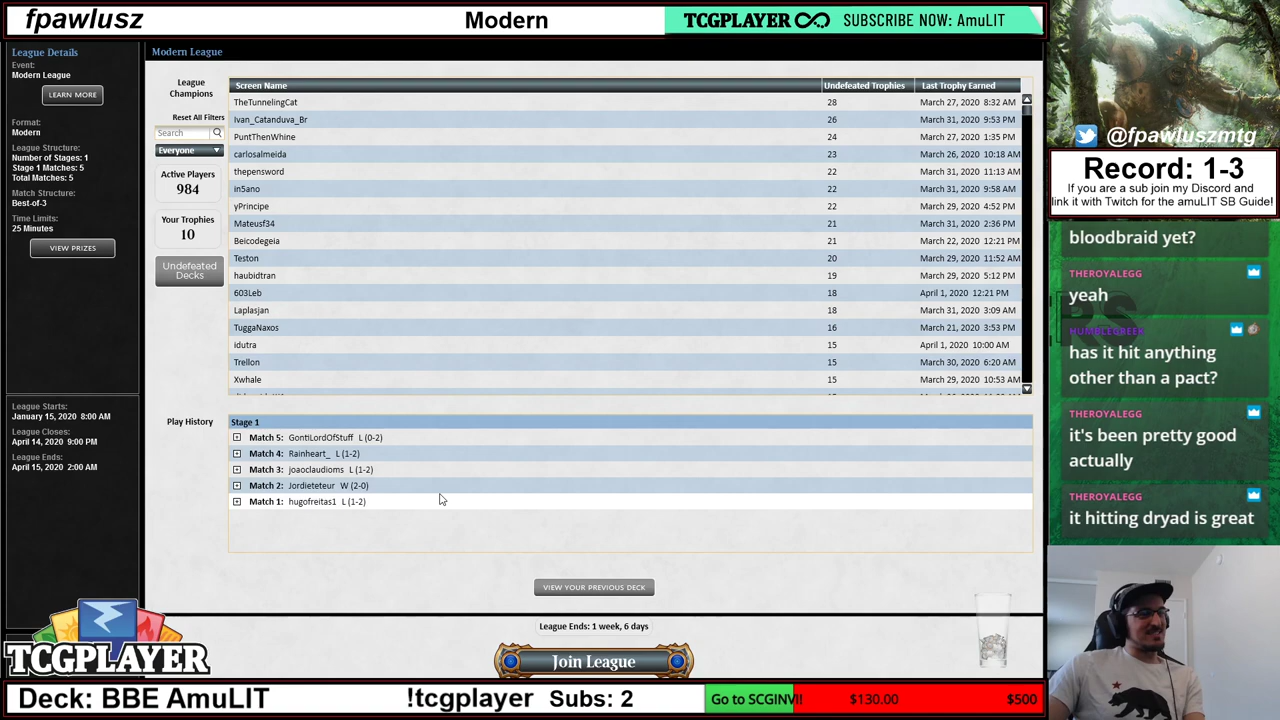 fpawlusz
Modern
TCGPLAYER SUBSCRIBE NOW: AmuLIT
League Details
Event:
Modern League
LEARN MORE
Format:
Modern
League Structure:
Number of Stages: 1
Stage 1 Matches: 5
Total Matches: 5
Match Structure:
Best-of-3
Time Limits:
25 Minutes
VIEW PRIZES
League Starts:
January 15, 2020 8:00 AM
League Closes:
April 14, 2020 9:00 PM
League Ends:
April 15, 2020 2:00 AM
Modern League
League
Champions
Reset All Filters
Search
Everyone
Active Players
984
Your Trophies
10
Undefeated
Decks
Screen Name Undefeated Trophies Last Trophy Earned
TheTunnelingCat 28 March 27, 2020 8:32 AM
Ivan_Catanduva_Br 26 March 31, 2020 9:53 PM
PuntThenWhine 24 March 27, 2020 1:35 PM
carlosalmeida 23 March 26, 2020 10:18 AM
thepensword 22 March 31, 2020 11:13 AM
in5ano 22 March 31, 2020 9:58 AM
yPrincipe 22 March 29, 2020 4:52 PM
Mateusf34 21 March 31, 2020 2:36 PM
Beicodegeia 21 March 22, 2020 12:21 PM
Teston 20 March 29, 2020 11:52 AM
haubidtran 19 March 29, 2020 5:12 PM
603Leb 18 April 1, 2020 12:21 PM
Laplasjan 18 March 31, 2020 3:09 AM
TuggaNaxos 16 March 21, 2020 3:53 PM
idutra 15 April 1, 2020 10:00 AM
Trellon 15 March 30, 2020 6:20 AM
Xwhale 15 March 29, 2020 10:53 AM
Play History
Stage 1
Match 5: GontiLordOfStuff L (0-2)
Match 4: Rainheart_ L (1-2)
Match 3: joaoclaudioms L (1-2)
Match 2: Jordieteteur W (2-0)
Match 1: hugofreitas1 L (1-2)
VIEW YOUR PREVIOUS DECK
League Ends: 1 week, 6 days
Join League
@fpawluszmtg
Record: 1-3
If you are a sub join my Discord and
link it with Twitch for the amuLIT SB Guide!
bloodbraid yet?
THEROYALEGG
yeah
HUMBLEGREEK
has it hit anything
other than a pact?
THEROYALEGG
it's been pretty good
actually
THEROYALEGG
it hitting dryad is great
TCGPLAYER
Deck: BBE AmuLIT
!tcgplayer Subs: 2
Go to SCGINVI! $130.00 $500